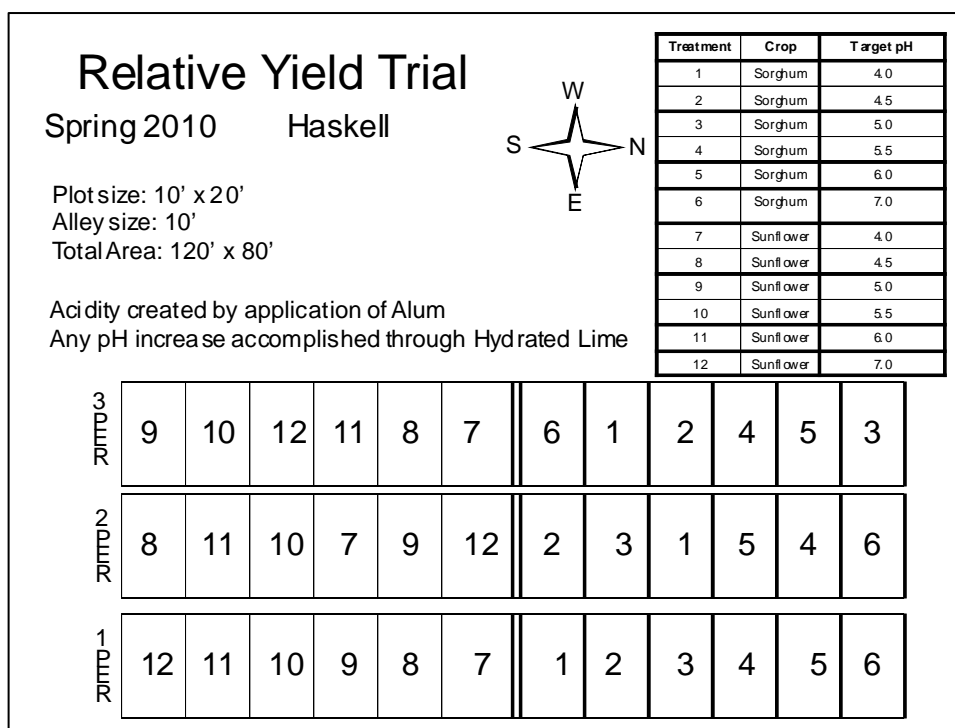 Relative Yield Trial
Spring 2010 Haskell
W
S N
E
Plot size: 10’ x 20’
Alley size: 10’
Total Area: 120’ x 80’
Acidity created by application of Alum
Any pH increase accomplished through Hydrated Lime
Treatment Crop Target pH
1 Sorghum 4.0
2 Sorghum 4.5
3 Sorghum 5.0
4 Sorghum 5.5
5 Sorghum 6.0
6 Sorghum 7.0
7 Sunflower 4.0
8 Sunflower 4.5
9 Sunflower 5.0
10 Sunflower 5.5
11 Sunflower 6.0
12 Sunflower 7.0
3 PER 9 10 12 11 8 7 6 1 2 4 5 3
2 PER 8 11 10 7 9 12 2 3 1 5 4 6
1 PER 12 11 10 9 8 7 1 2 3 4 5 6